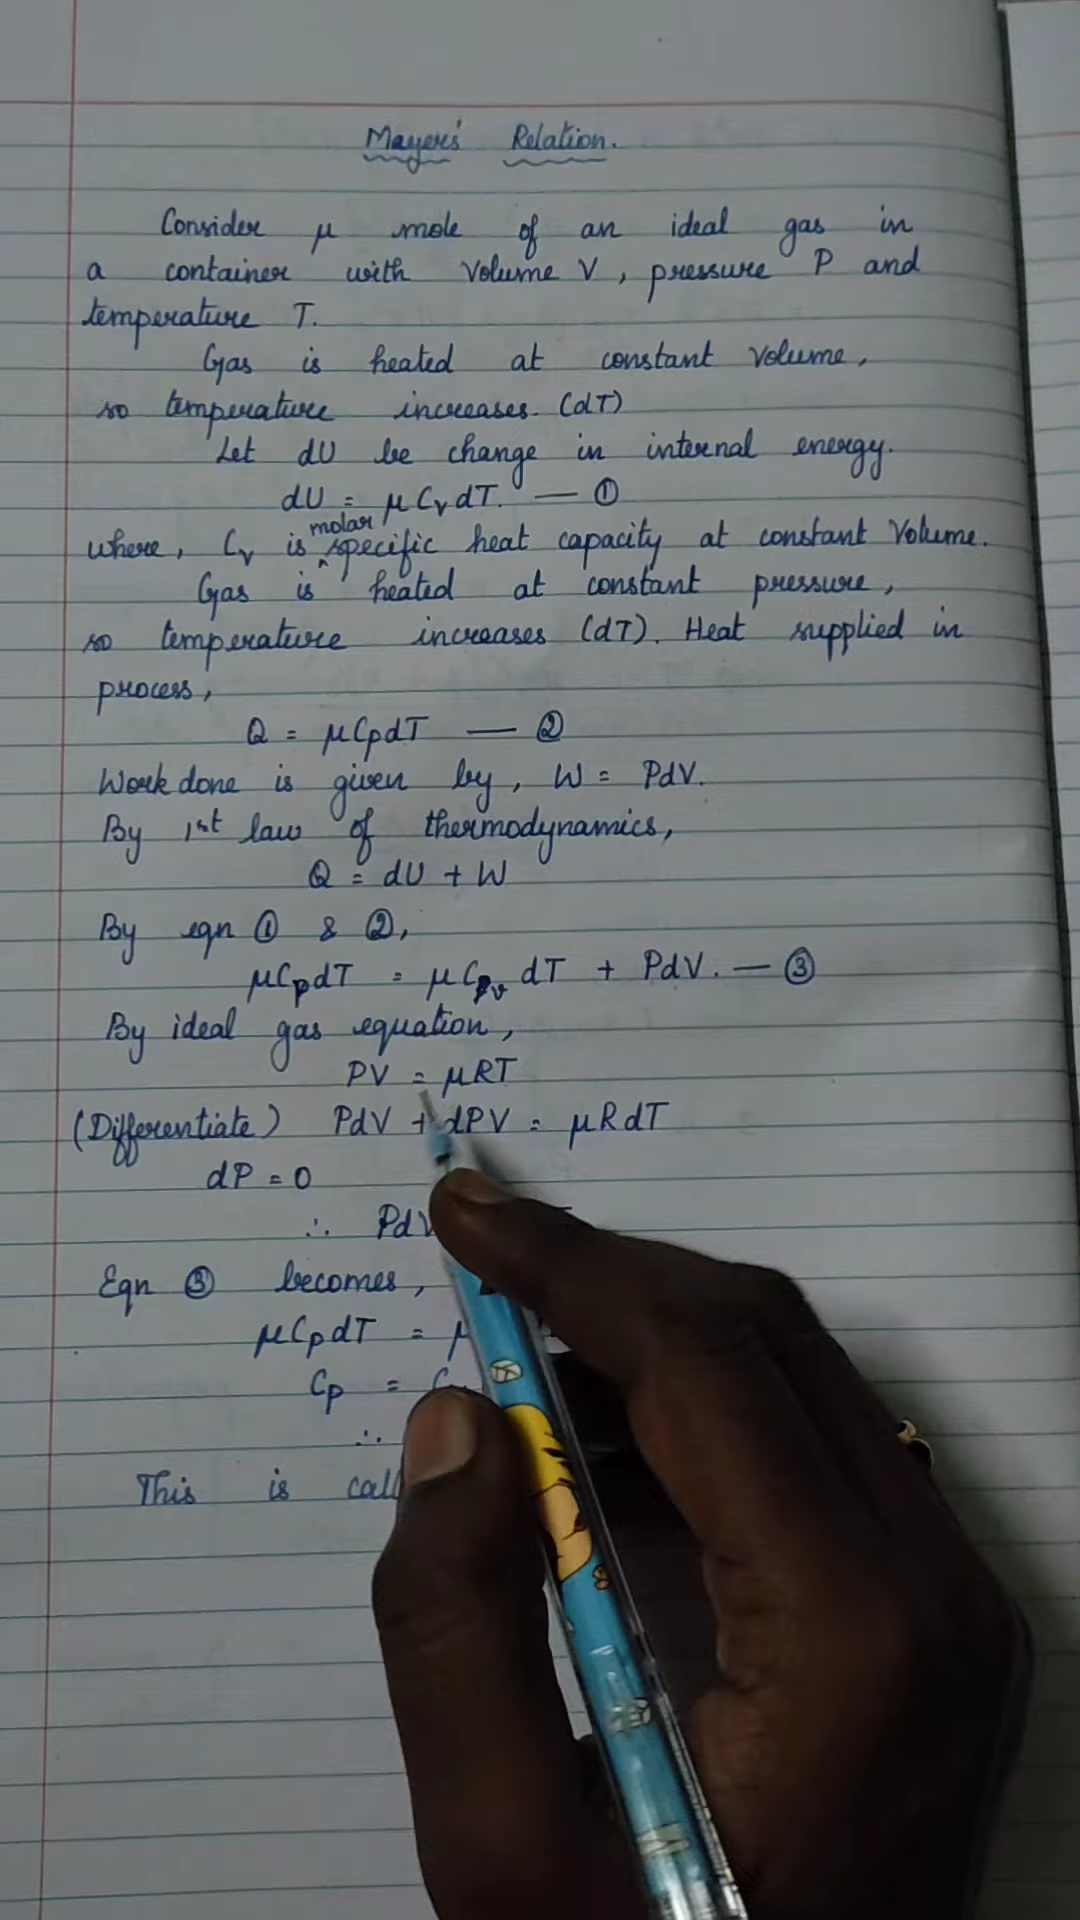 Mayer's Relation.
Consider μ mole of an ideal gas in
a container with volume V, pressure P and
temperature T.
Gas is heated at constant volume,
so temperature increases. (dT)
Let dU be change in internal energy.
dU = μCvdT. — ①
where, Cv is molar specific heat capacity at constant Volume.
Gas is heated at constant pressure,
so temperature increases (dT). Heat supplied in
process,
Q = μCpdT — ②
Work done is given by, W = PdV.
By 1st law of thermodynamics,
Q = dU + W
By eqn ① & ②,
μCpdT = μCv dT + PdV. — ③
By ideal gas equation,
PV = μRT
(Differentiate) PdV + dPV = μRdT
dP = 0
∴ PdV
Eqn ③ becomes,
μCpdT = μ
Cp =
∴
This is call